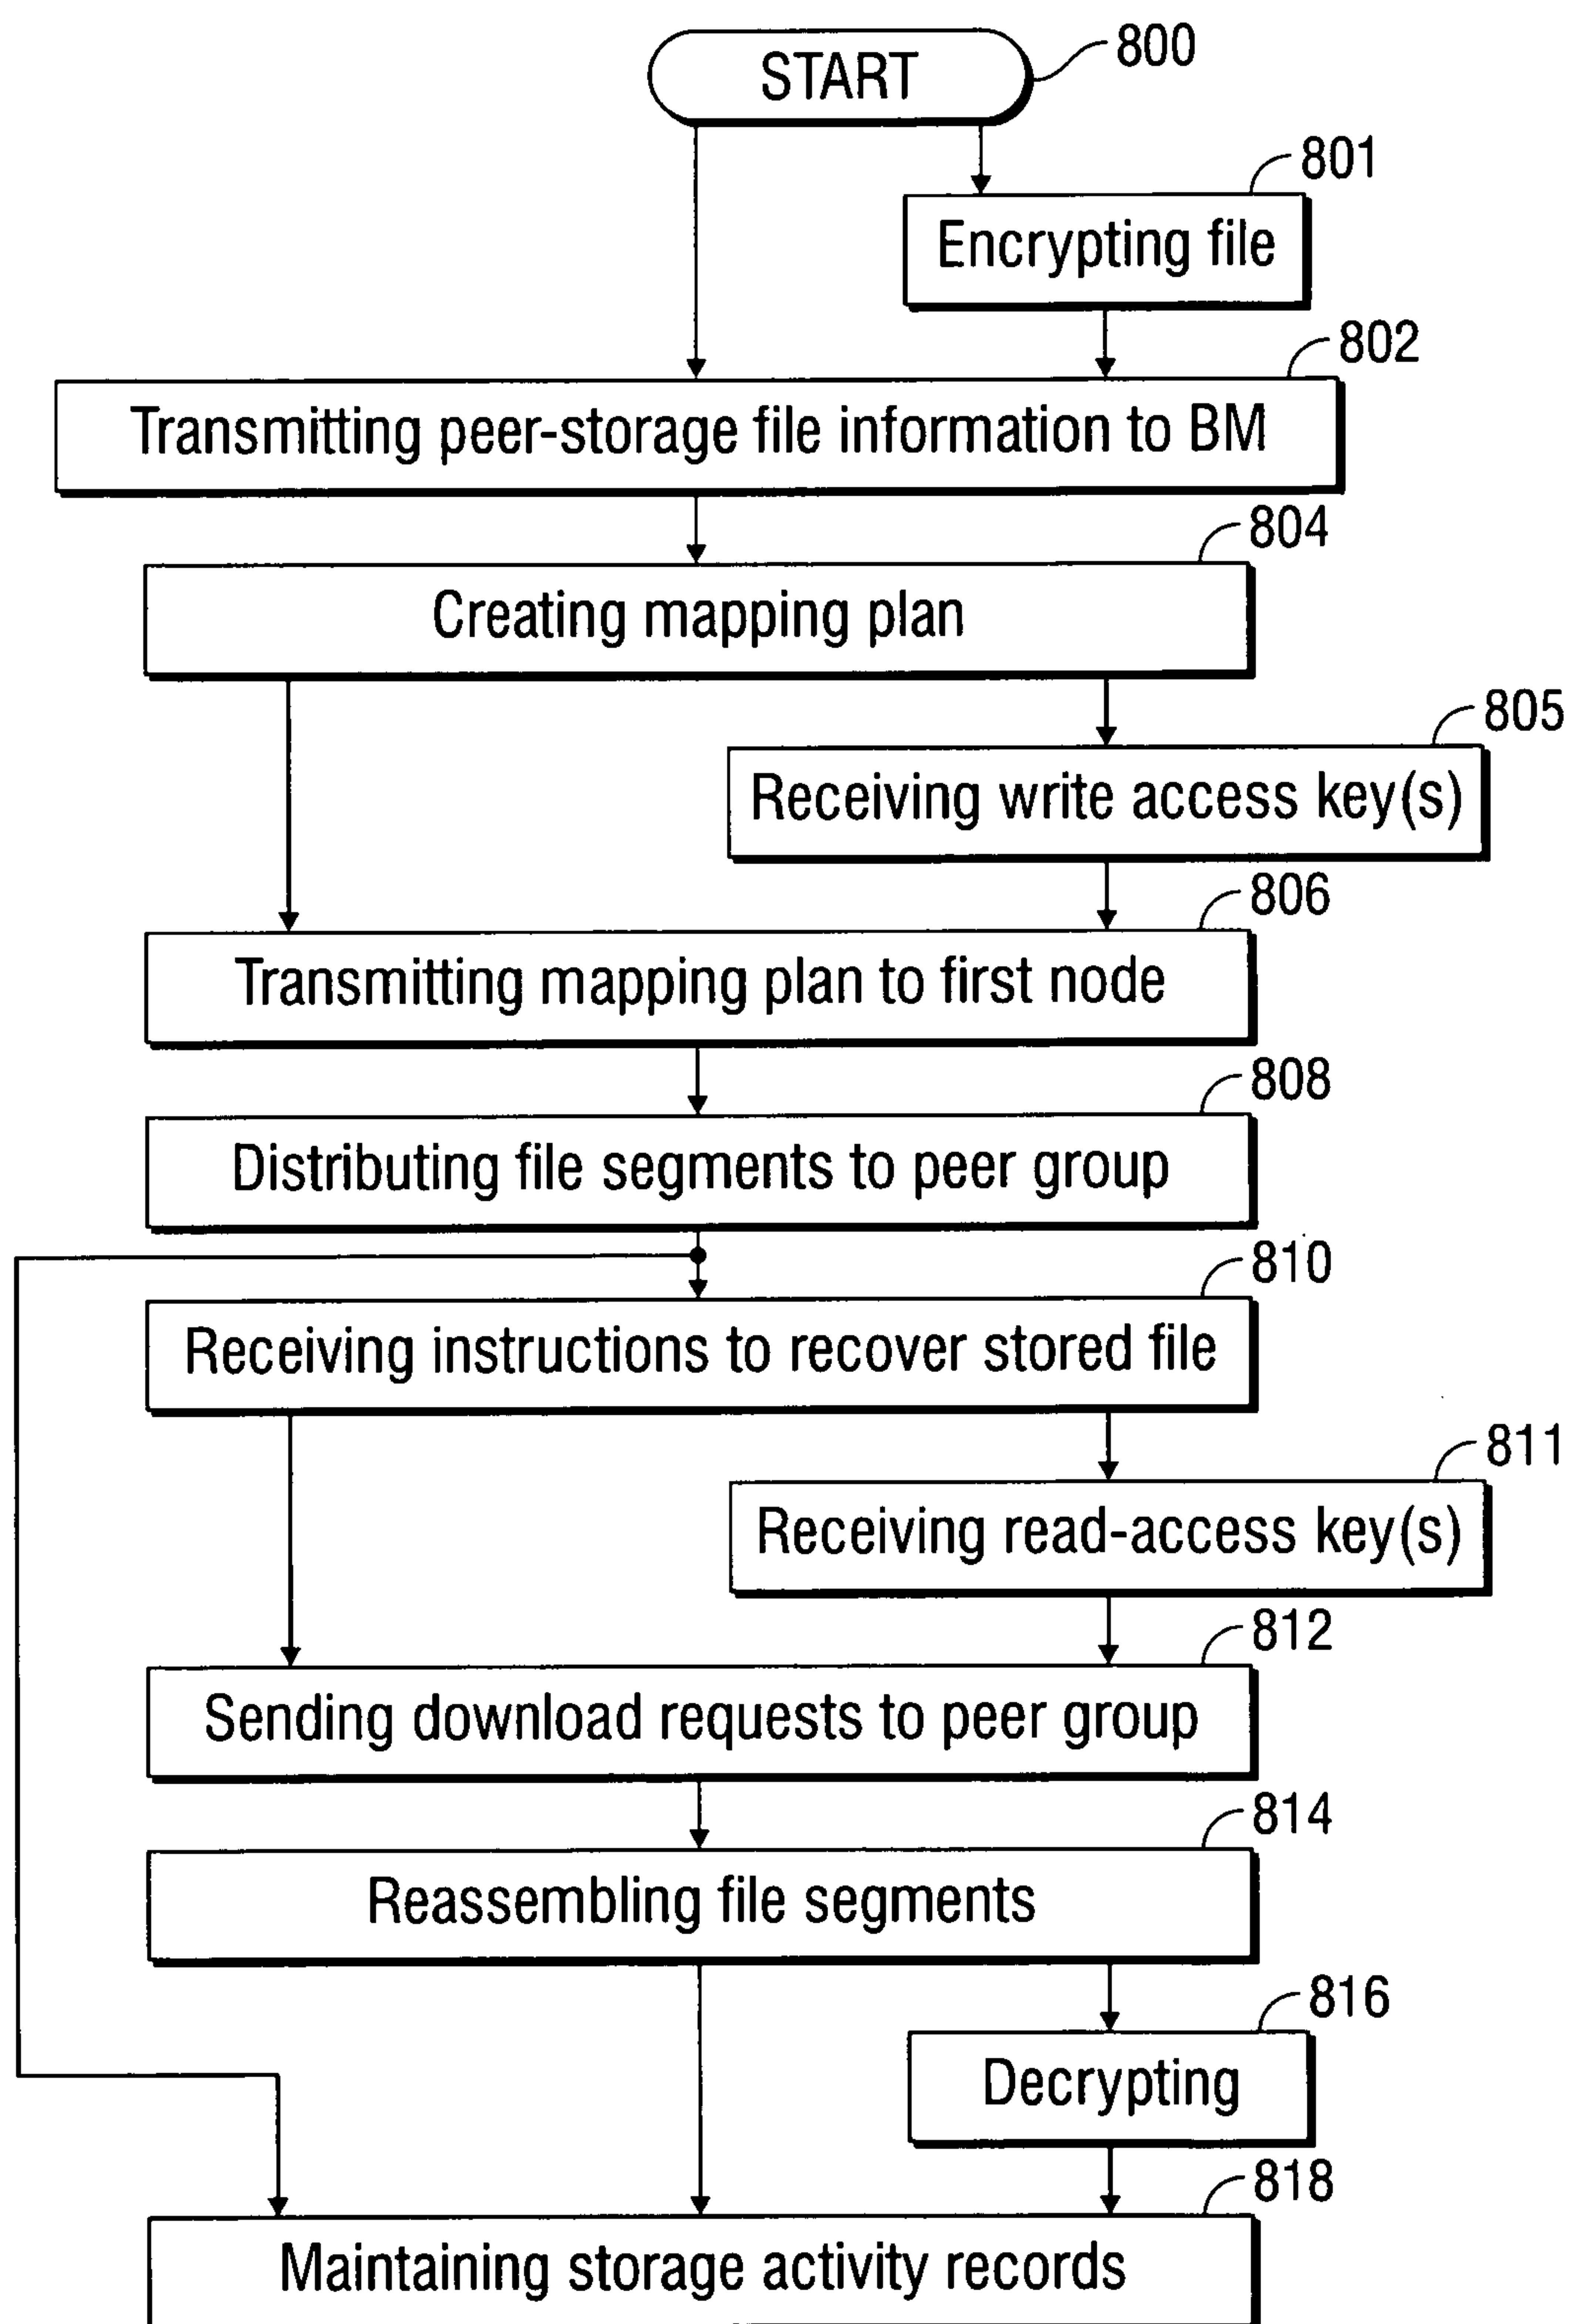 START
800
801
Encrypting file
802
Transmitting peer-storage file information to BM
804
Creating mapping plan
805
Receiving write access key(s)
806
Transmitting mapping plan to first node
808
Distributing file segments to peer group
810
Receiving instructions to recover stored file
811
Receiving read-access key(s)
812
Sending download requests to peer group
814
Reassembling file segments
816
Decrypting
818
Maintaining storage activity records